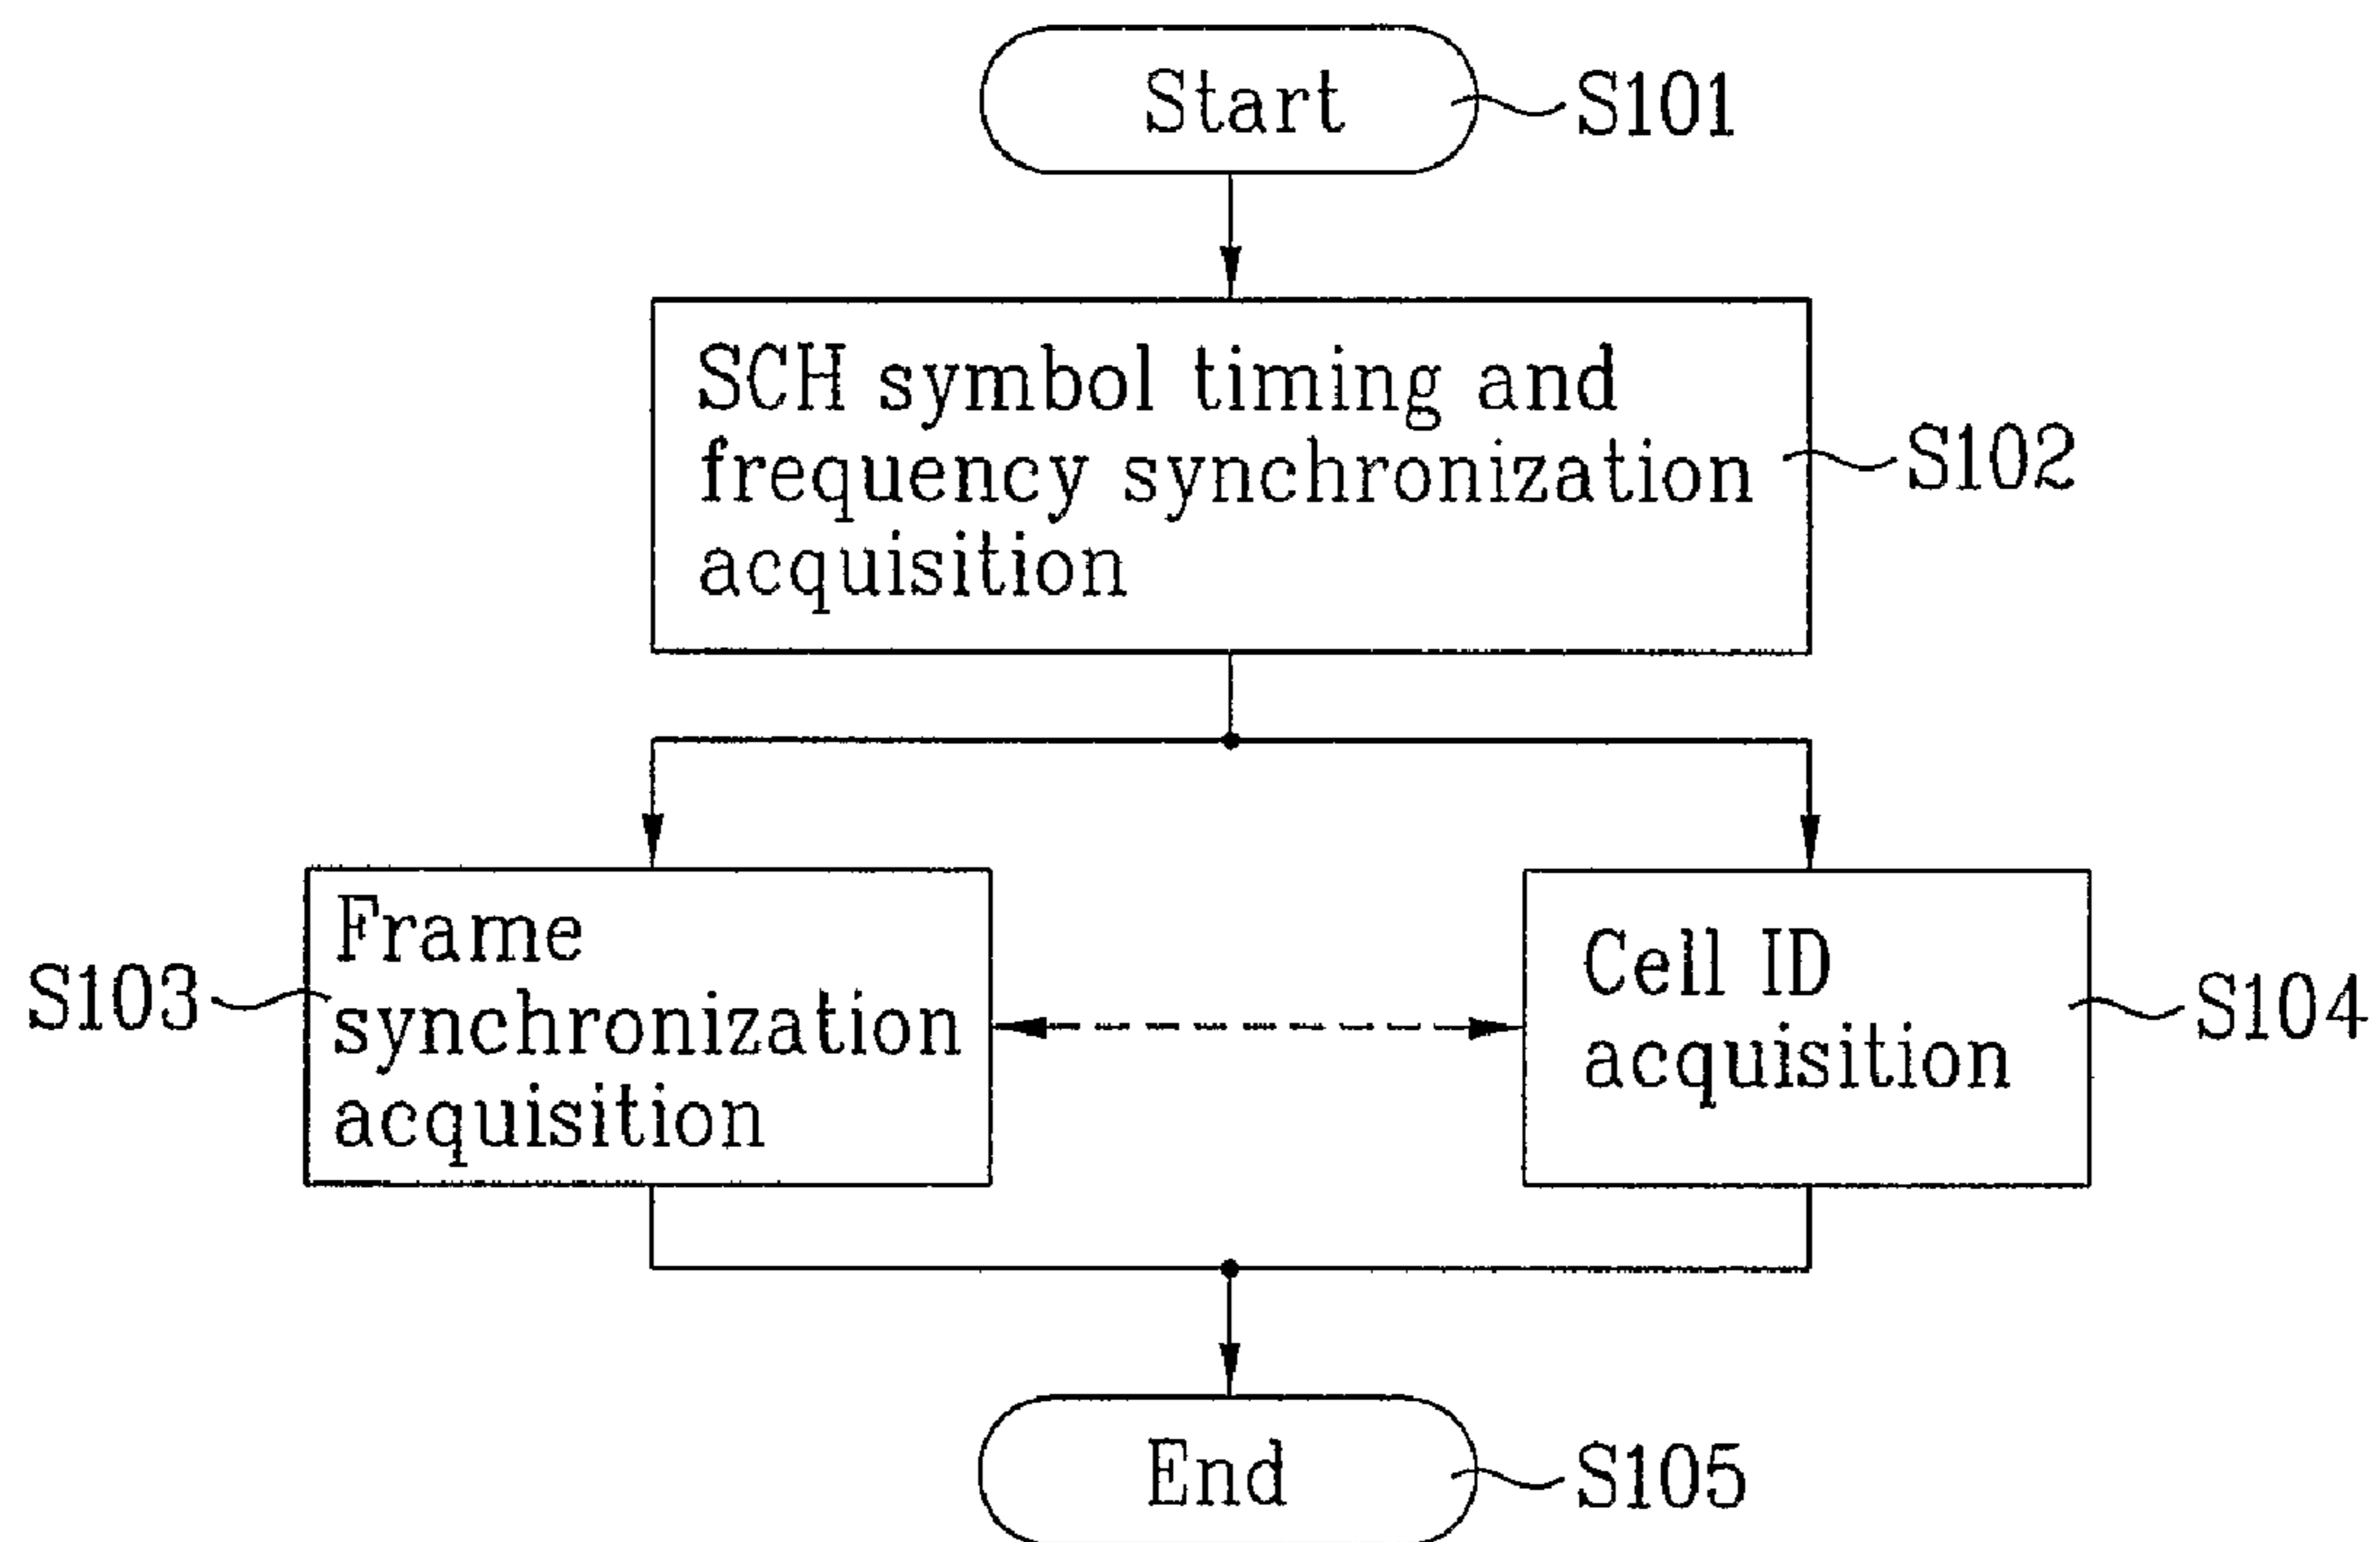 Start
S101
SCH symbol timing and
frequency synchronization
acquisition
S102
S103
Frame
synchronization
acquisition
Cell ID
acquisition
S104
End
S105